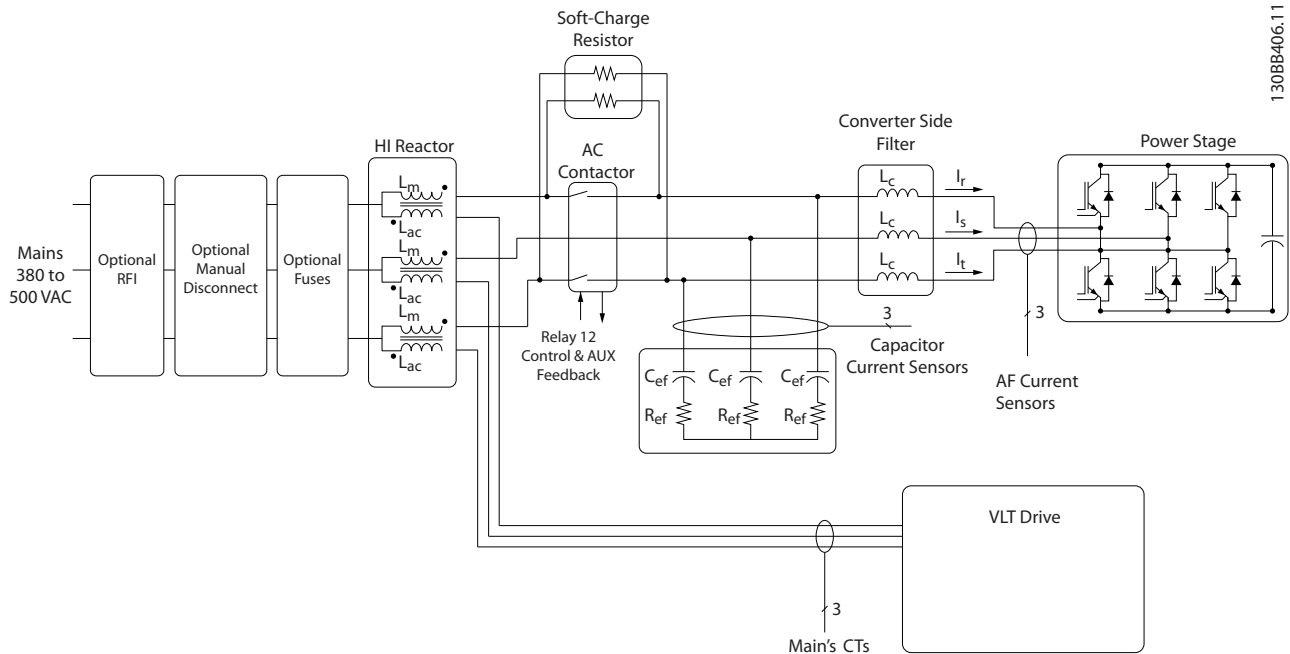 130BB406.11
Soft-Charge
Resistor
Converter Side
Filter
Power Stage
HI Reactor
AC
Contactor
Mains
380 to
500 VAC
Optional
RFI
Optional
Manual
Disconnect
Optional
Fuses
Lm
Lac
Lm
Lac
Lm
Lac
Lc
Lc
Lc
Ir
Is
It
Relay 12
Control & AUX
Feedback
3
Capacitor
Current Sensors
3
AF Current
Sensors
Cef
Cef
Cef
Ref
Ref
Ref
VLT Drive
3
Main's CTs